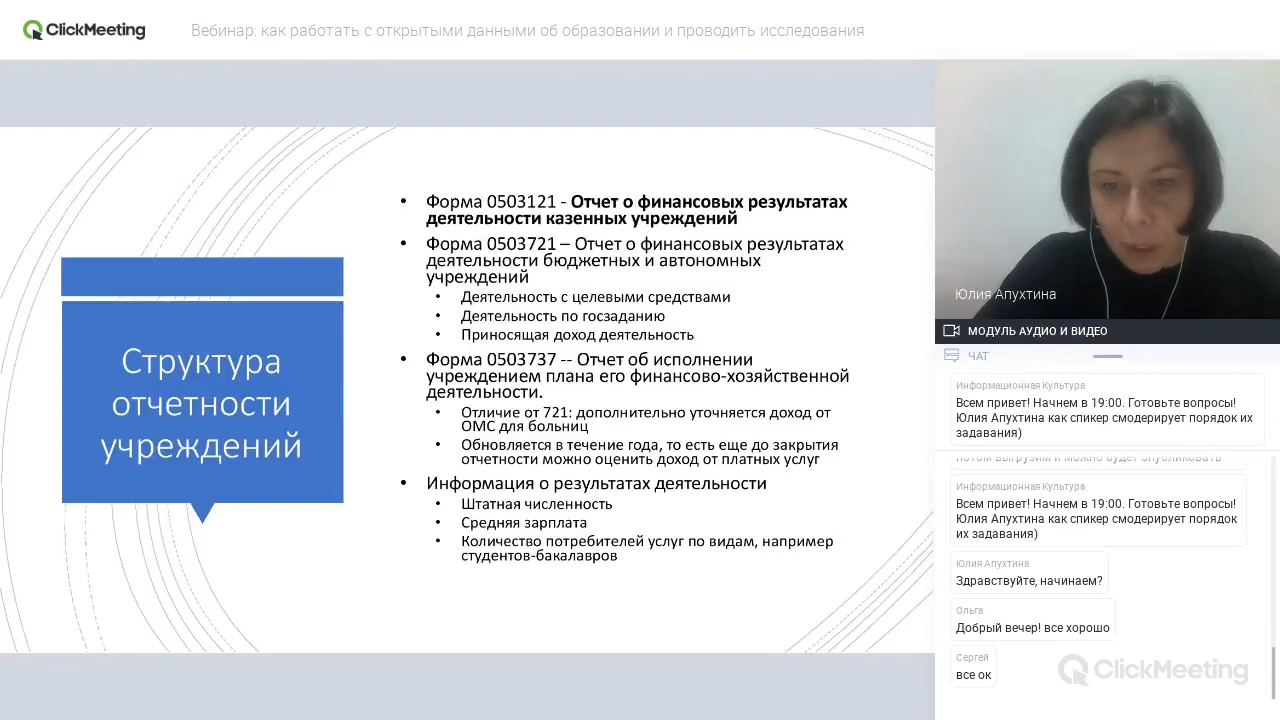 ClickMeeting
Вебинар: как работать с открытыми данными об образовании и проводить исследования
Структура
отчетности
учреждений
• Форма 0503121 - Отчет о финансовых результатах
деятельности казенных учреждений
• Форма 0503721 – Отчет о финансовых результатах
деятельности бюджетных и автономных
учреждений
• Деятельность с целевыми средствами
• Деятельность по госзаданию
• Приносящая доход деятельность
• Форма 0503737 -- Отчет об исполнении
учреждением плана его финансово-хозяйственной
деятельности.
• Отличие от 721: дополнительно уточняется доход от
ОМС для больниц
• Обновляется в течение года, то есть еще до закрытия
отчетности можно оценить доход от платных услуг
• Информация о результатах деятельности
• Штатная численность
• Средняя зарплата
• Количество потребителей услуг по видам, например
студентов-бакалавров
Юлия Апухтина
МОДУЛЬ АУДИО И ВИДЕО
ЧАТ
Информационная Культура
Всем привет! Начнем в 19:00. Готовьте вопросы!
Юлия Апухтина как спикер смодерирует порядок их
задавания)
потом выгрузим и можно будет опубликовать
Информационная Культура
Всем привет! Начнем в 19:00. Готовьте вопросы!
Юлия Апухтина как спикер смодерирует порядок
их задавания)
Юлия Апухтина
Здравствуйте, начинаем?
Ольга
Добрый вечер! все хорошо
Сергей
все ок
ClickMeeting